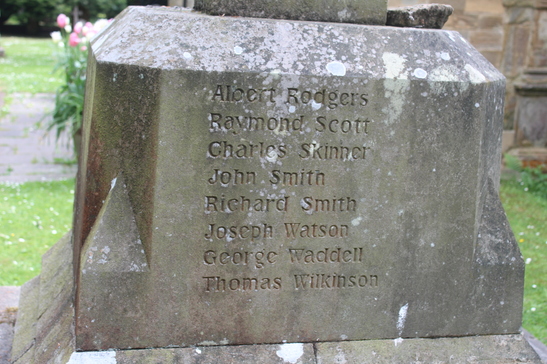 Albert Rodgers
Raymond Scott
Charles Skinner
John Smith
Richard Smith
Joseph Watson
George Waddell
Thomas Wilkinson